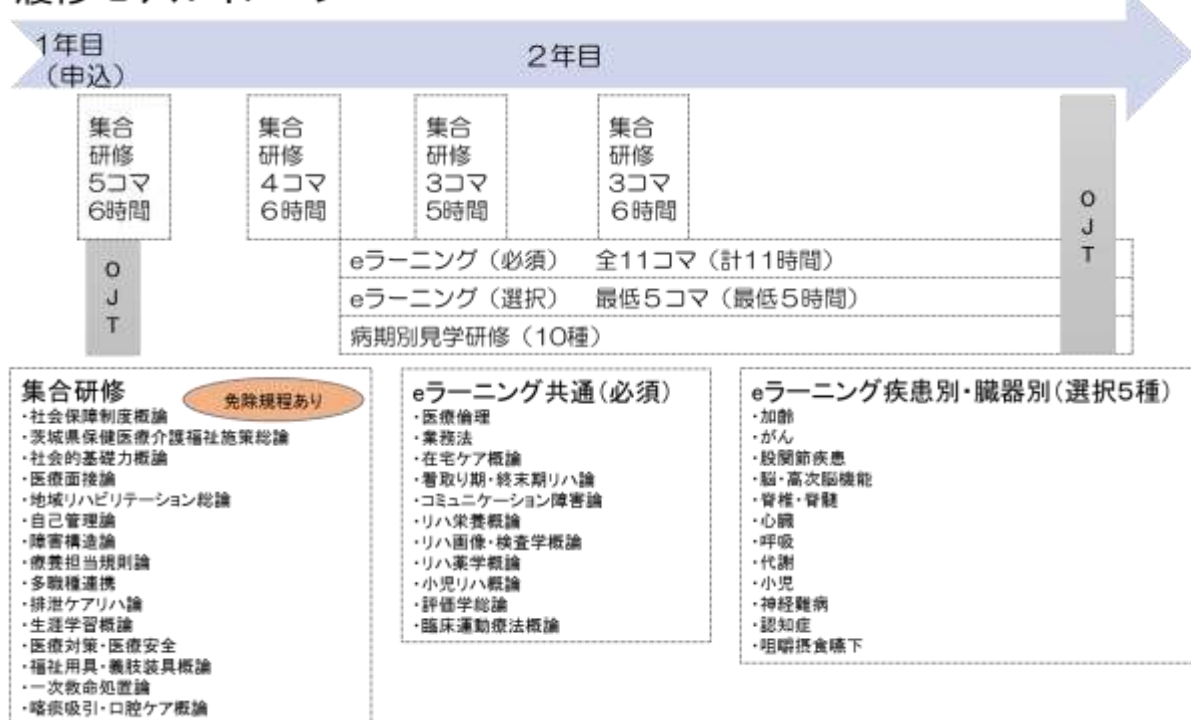 1年目
（申込）
2年目
集合
研修
5コマ
6時間
集合
研修
4コマ
6時間
集合
研修
3コマ
5時間
集合
研修
3コマ
6時間
OJT
OJT
eラーニング（必須）　全11コマ（計11時間）
eラーニング（選択）　最低5コマ（最低5時間）
病期別見学研修（10種）
集合研修
免除規程あり
・社会保障制度概論
・茨城県保健医療介護福祉施策総論
・社会的基礎力概論
・医療面接論
・地域リハビリテーション総論
・自己管理論
・障害構造論
・療養担当規則論
・多職種連携
・排泄ケアリハ論
・生涯学習概論
・医療対策・医療安全
・福祉用具・義肢装具概論
・一次救命処置論
・喀痰吸引・口腔ケア概論
eラーニング共通(必須)
・医療倫理
・業務法
・在宅ケア概論
・着取り期・終末期リハ論
・コミュニケーション障害論
・リハ栄養概論
・リハ画像・検査学概論
・リハ薬学概論
・小児リハ概論
・評価学総論
・臨床運動療法概論
eラーニング疾患別・臓器別(選択5種)
・加齢
・がん
・股関節疾患
・脳・高次脳機能
・脊椎・脊髄
・心臓
・呼吸
・代謝
・小児
・神経難病
・認知症
・咀嚼摂食嚥下